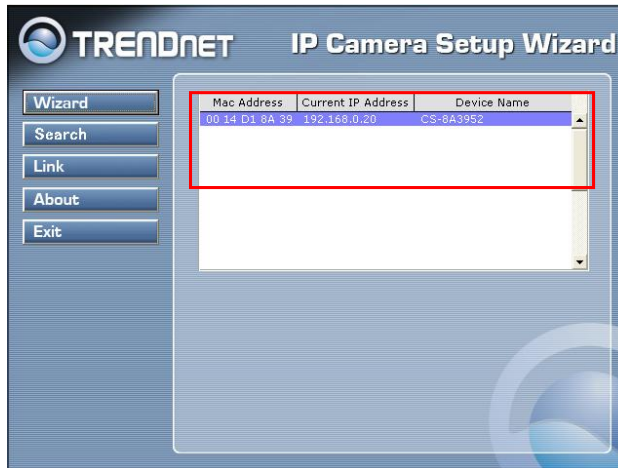 TRENDNET IP Camera Setup Wizard
Wizard
Search
Link
About
Exit
Mac Address Current IP Address Device Name
00 14 D1 8A 39 192.168.0.20 CS-8A3952